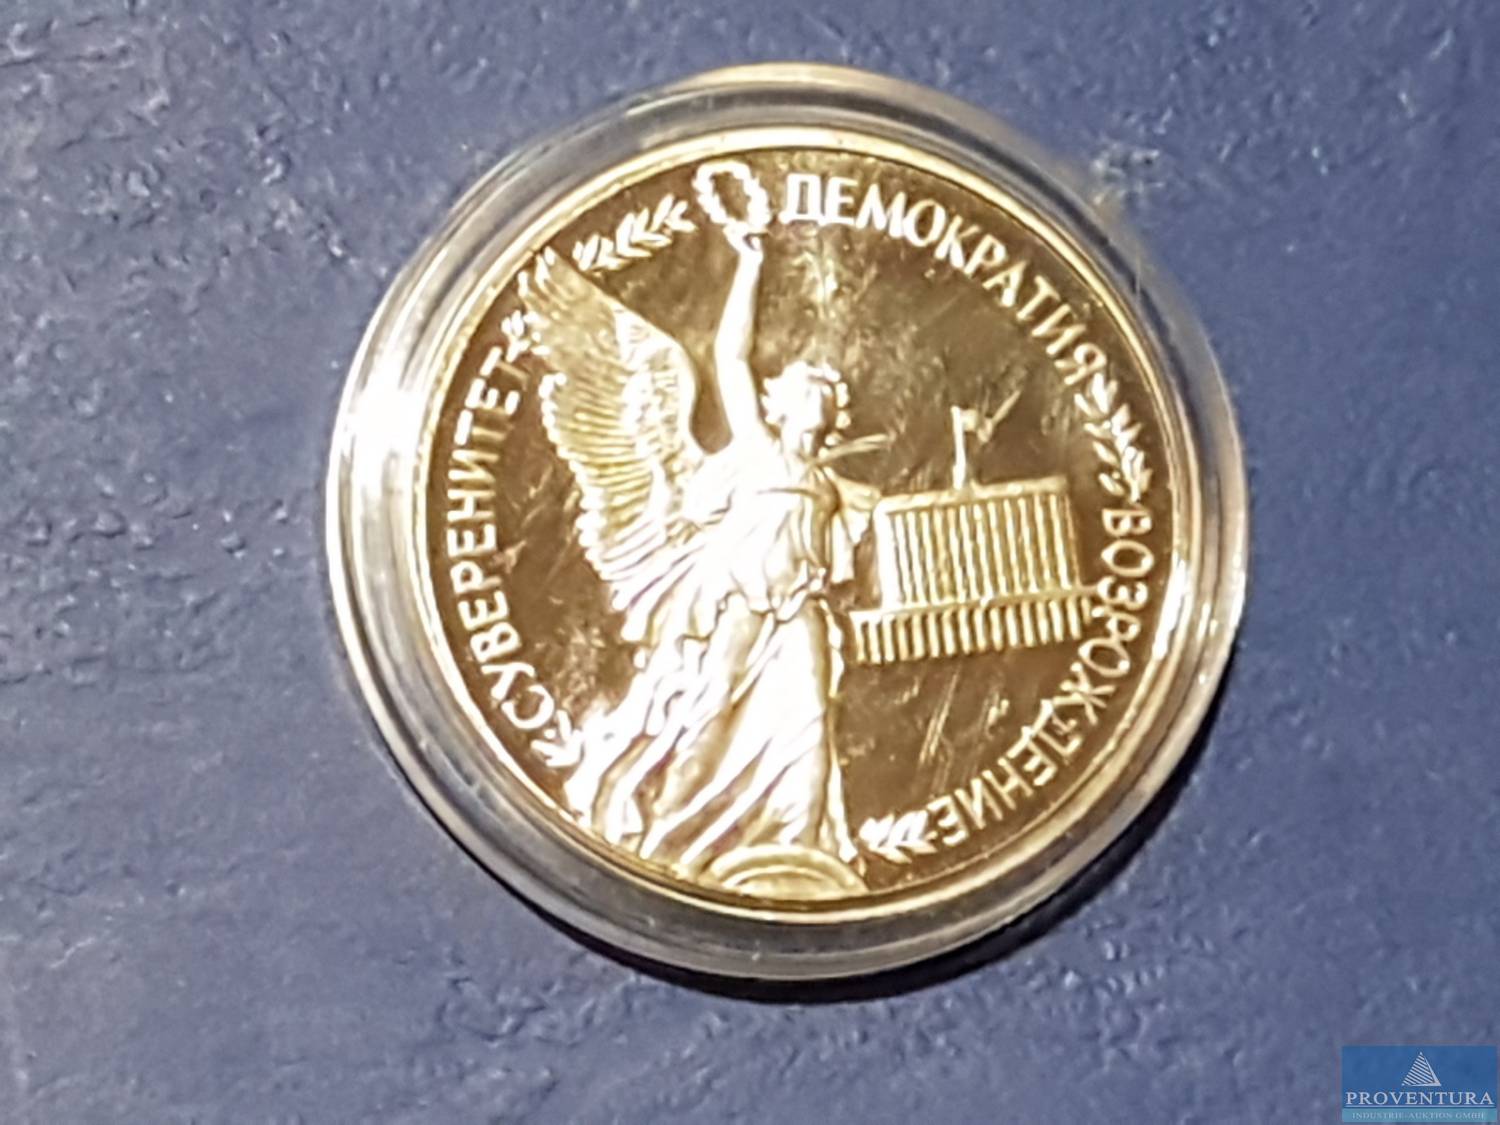 СУВЕРЕНИТЕТ
ДЕМОКРАТИЯ
ВОЗРОЖДЕНИЕ
PROVENTURA
INDUSTRIE-AUKTION GMBH